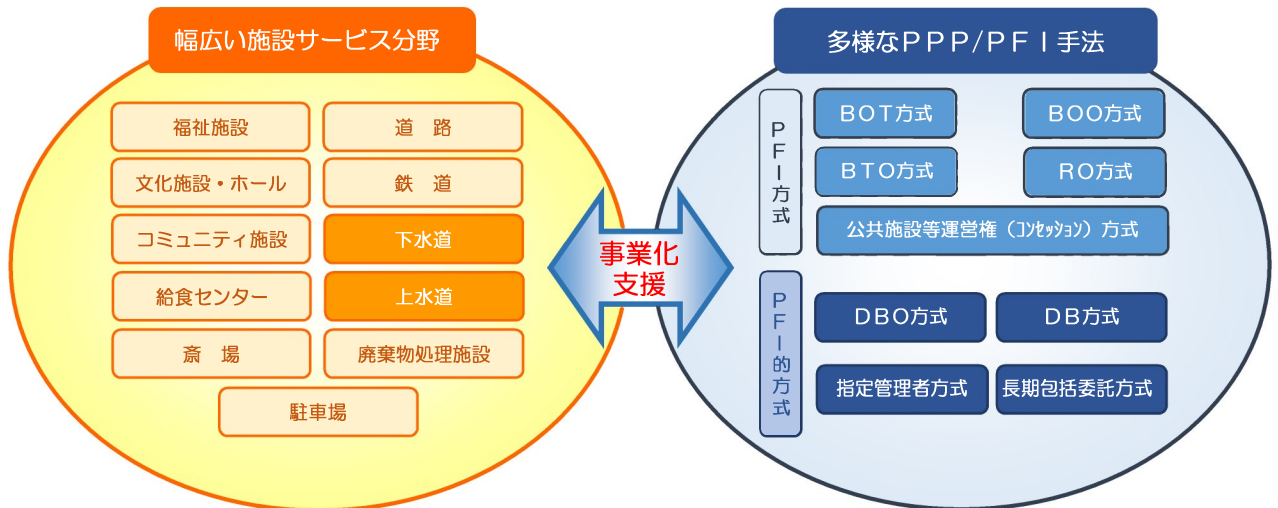 幅広い施設サービス分野
福祉施設
道　路
文化施設・ホール
鉄　道
コミュニティ施設
下水道
給食センター
上水道
斎　場
廃棄物処理施設
駐車場
事業化
支援
多様なＰＰＰ/ＰＦＩ手法
ＰＦＩ方式
ＢＯＴ方式
ＢＯＯ方式
ＢＴＯ方式
ＲＯ方式
公共施設等運営権（ｺﾝｾｯｼｮﾝ）方式
ＰＦＩ的方式
ＤＢＯ方式
ＤＢ方式
指定管理者方式
長期包括委託方式